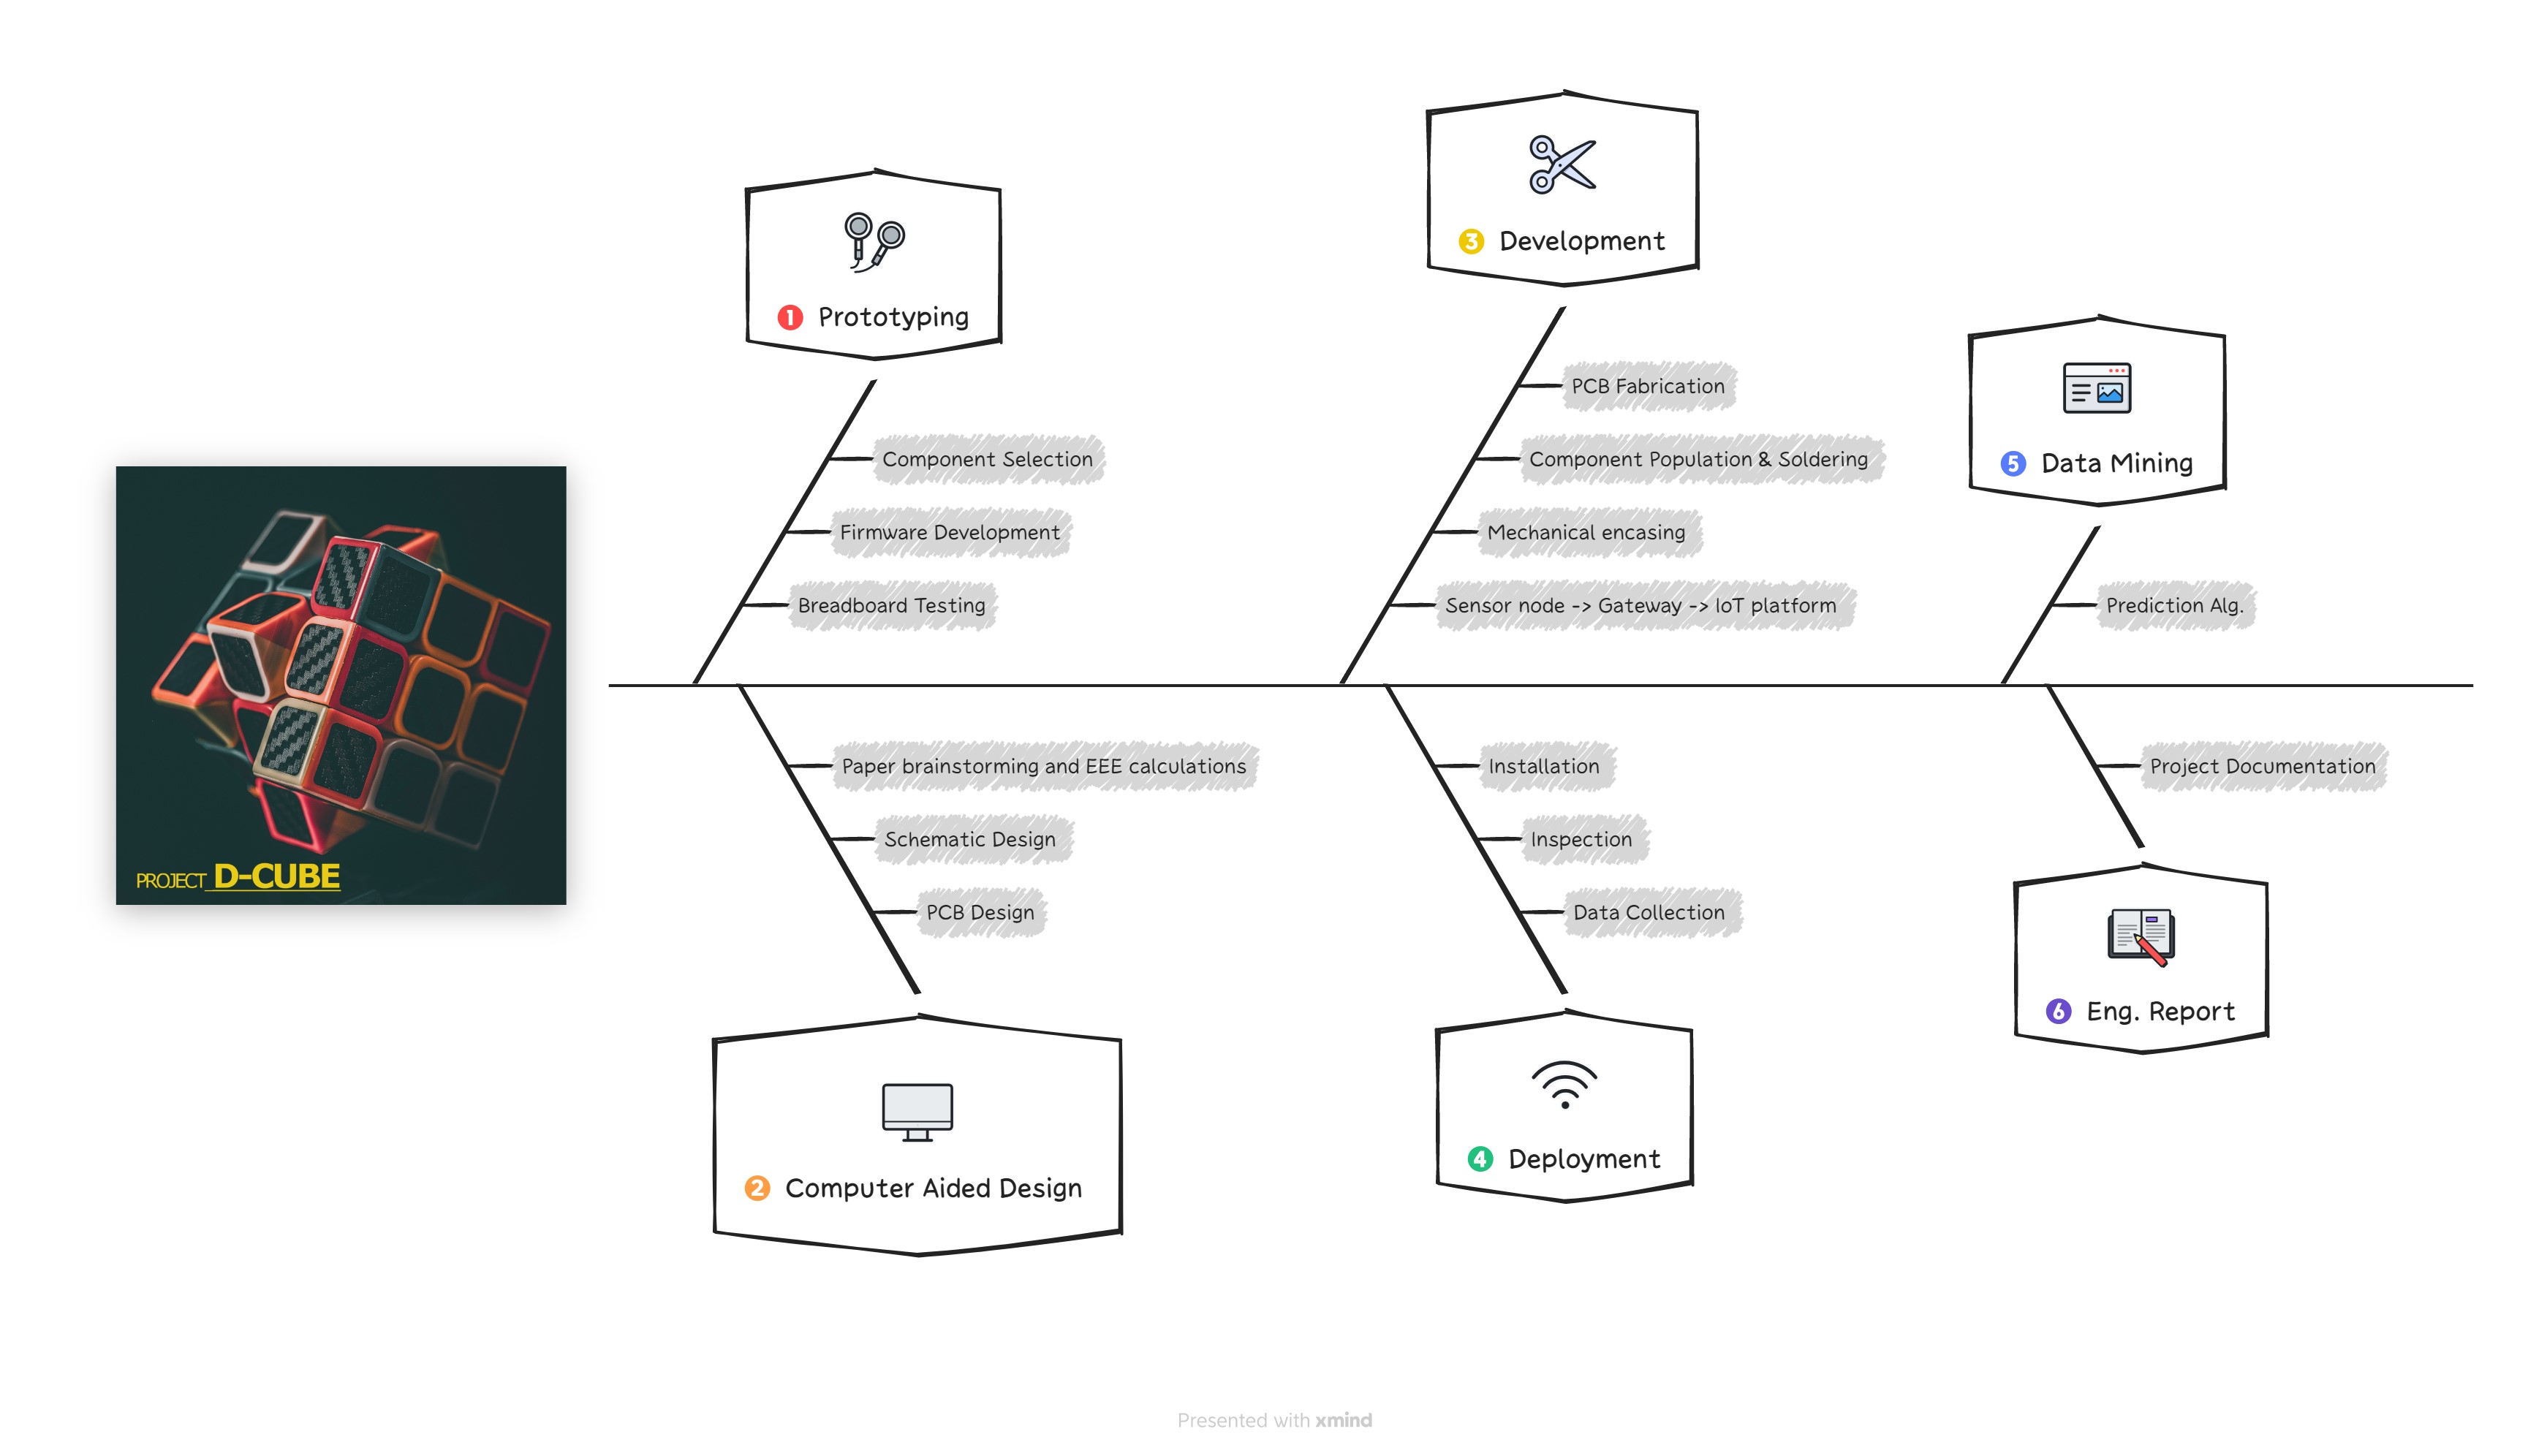 PROJECT D-CUBE
1 Prototyping
Component Selection
Firmware Development
Breadboard Testing
2 Computer Aided Design
Paper brainstorming and EEE calculations
Schematic Design
PCB Design
3 Development
PCB Fabrication
Component Population & Soldering
Mechanical encasing
Sensor node -> Gateway -> IoT platform
4 Deployment
Installation
Inspection
Data Collection
5 Data Mining
Prediction Alg.
6 Eng. Report
Project Documentation
Presented with xmind